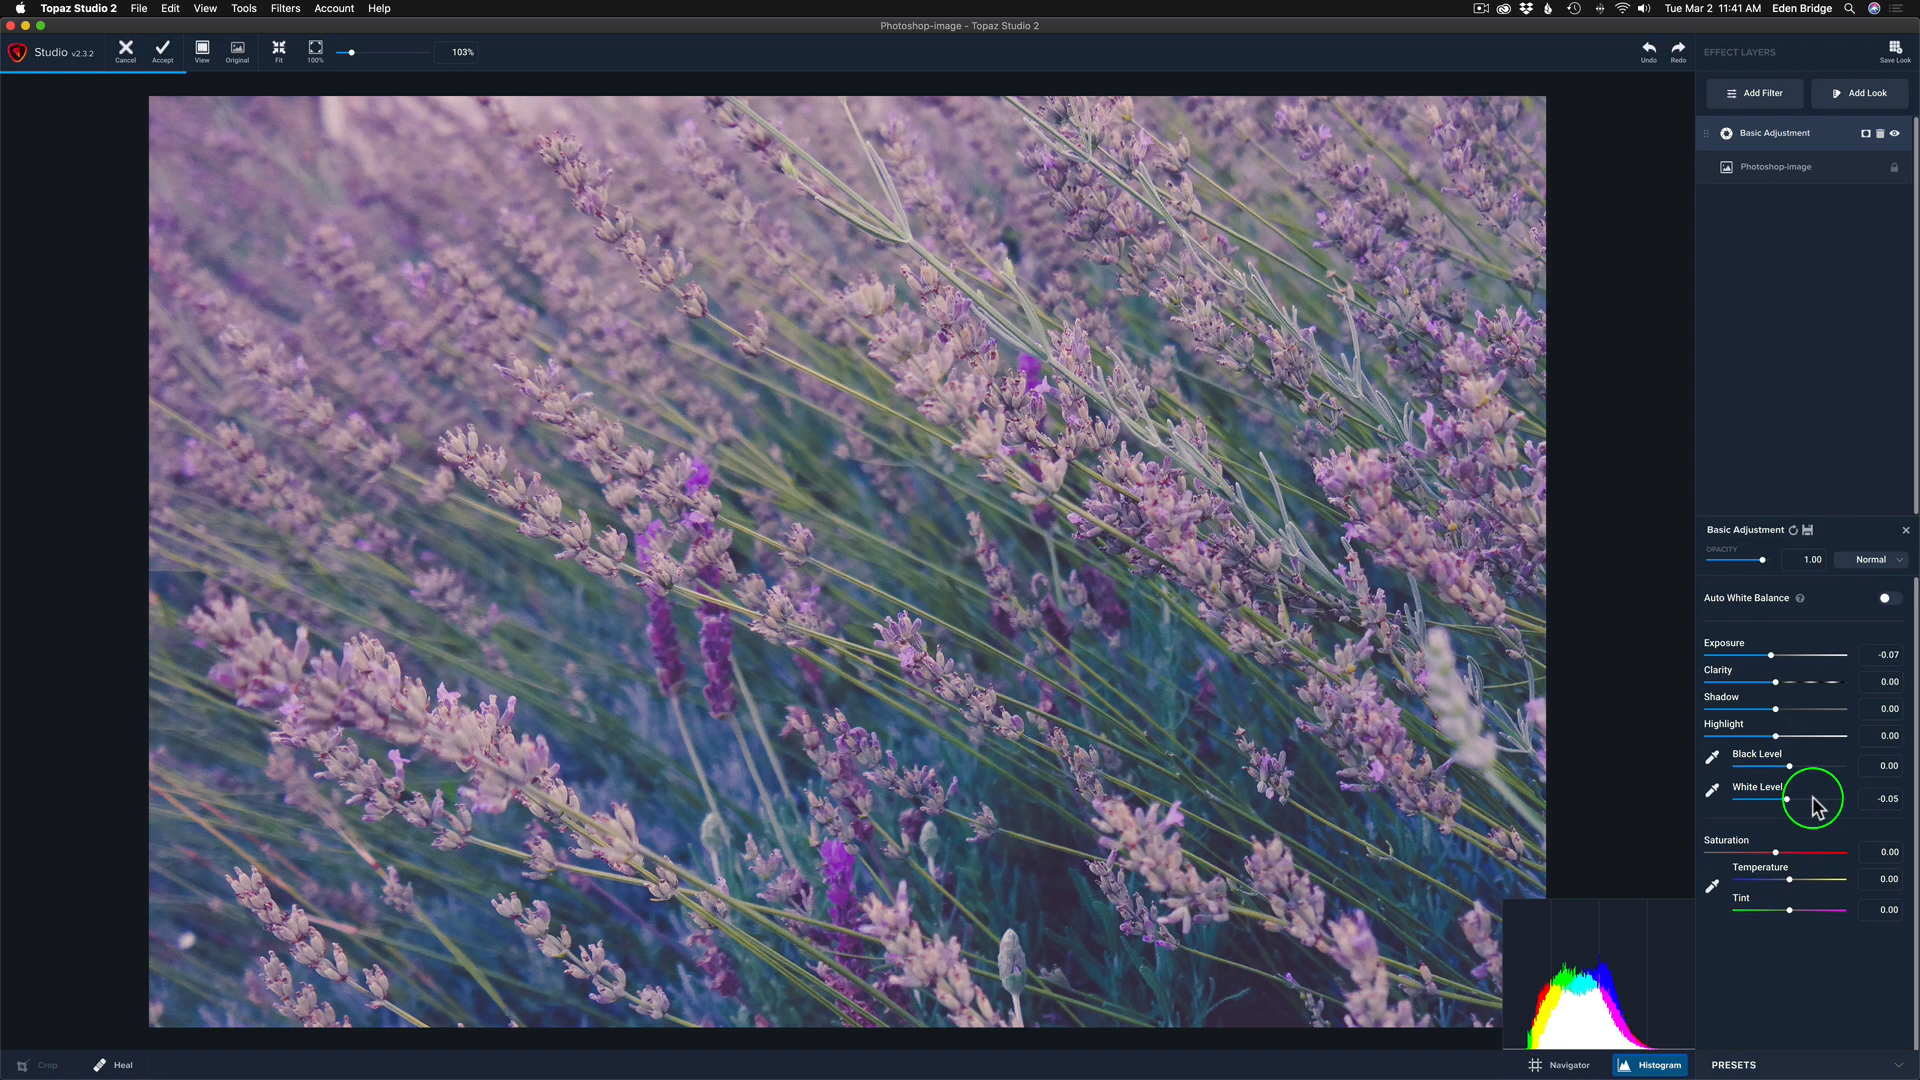 Topaz Studio 2 File Edit View Tools Filters Account Help Tue Mar 2 11:41 AM Eden Bridge
Photoshop-image - Topaz Studio 2
Studio v2.3.2 Cancel Accept View Original Fit 100% 103% Undo Redo EFFECT LAYERS Save Look
Add Filter Add Look
Basic Adjustment
Photoshop-image
Basic Adjustment
OPACITY 1.00 Normal
Auto White Balance ?
Exposure -0.07
Clarity 0.00
Shadow 0.00
Highlight 0.00
Black Level 0.00
White Level -0.05
Saturation 0.00
Temperature 0.00
Tint 0.00
Crop Heal Navigator Histogram PRESETS